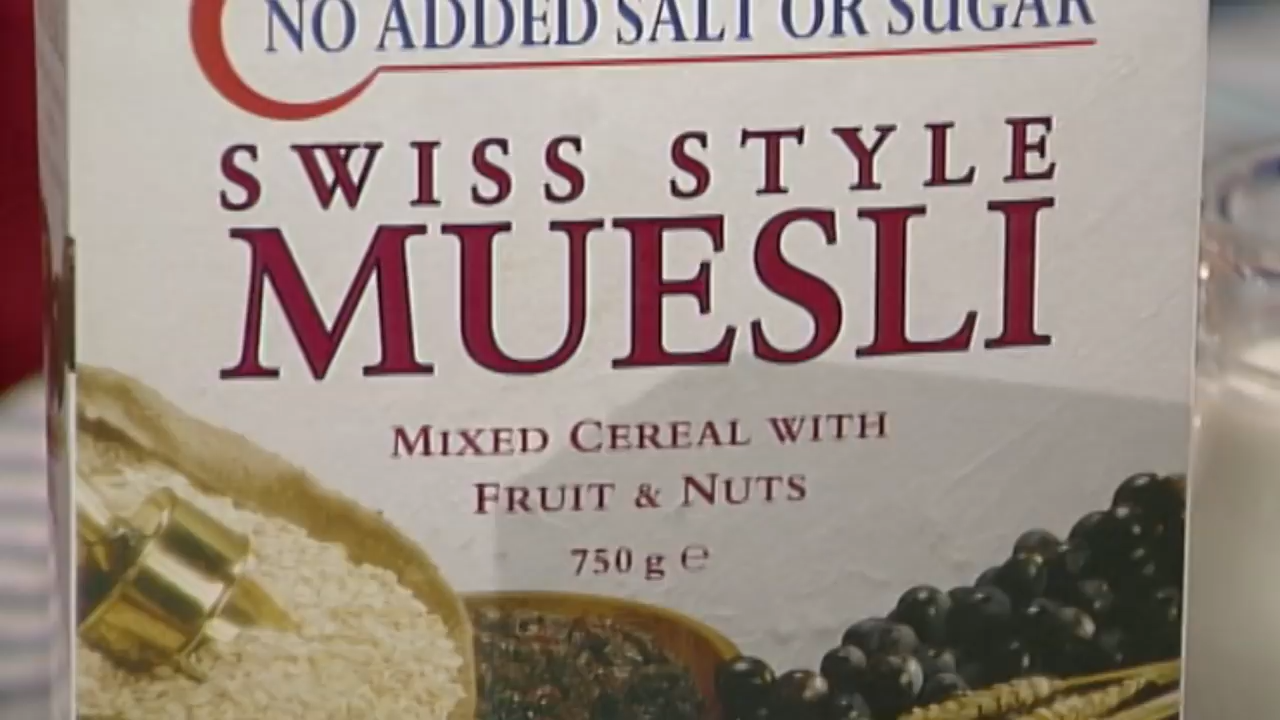 NO ADDED SALT OR SUGAR
SWISS STYLE
MUESLI
MIXED CEREAL WITH
FRUIT & NUTS
750 g ℮